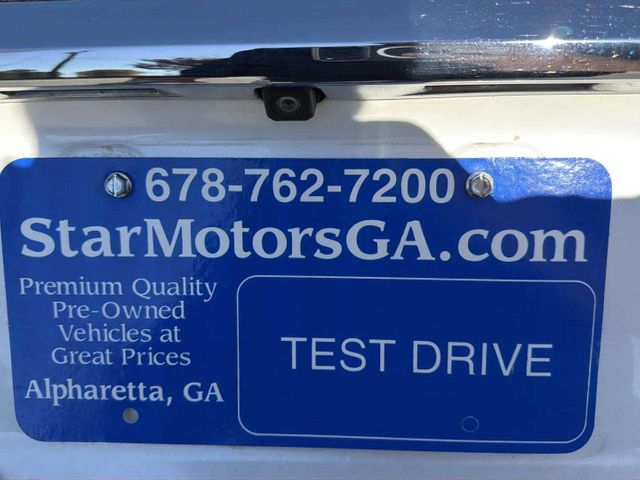 678-762-7200
StarMotorsGA.com
Premium Quality
Pre-Owned
Vehicles at
Great Prices
Alpharetta, GA
TEST DRIVE